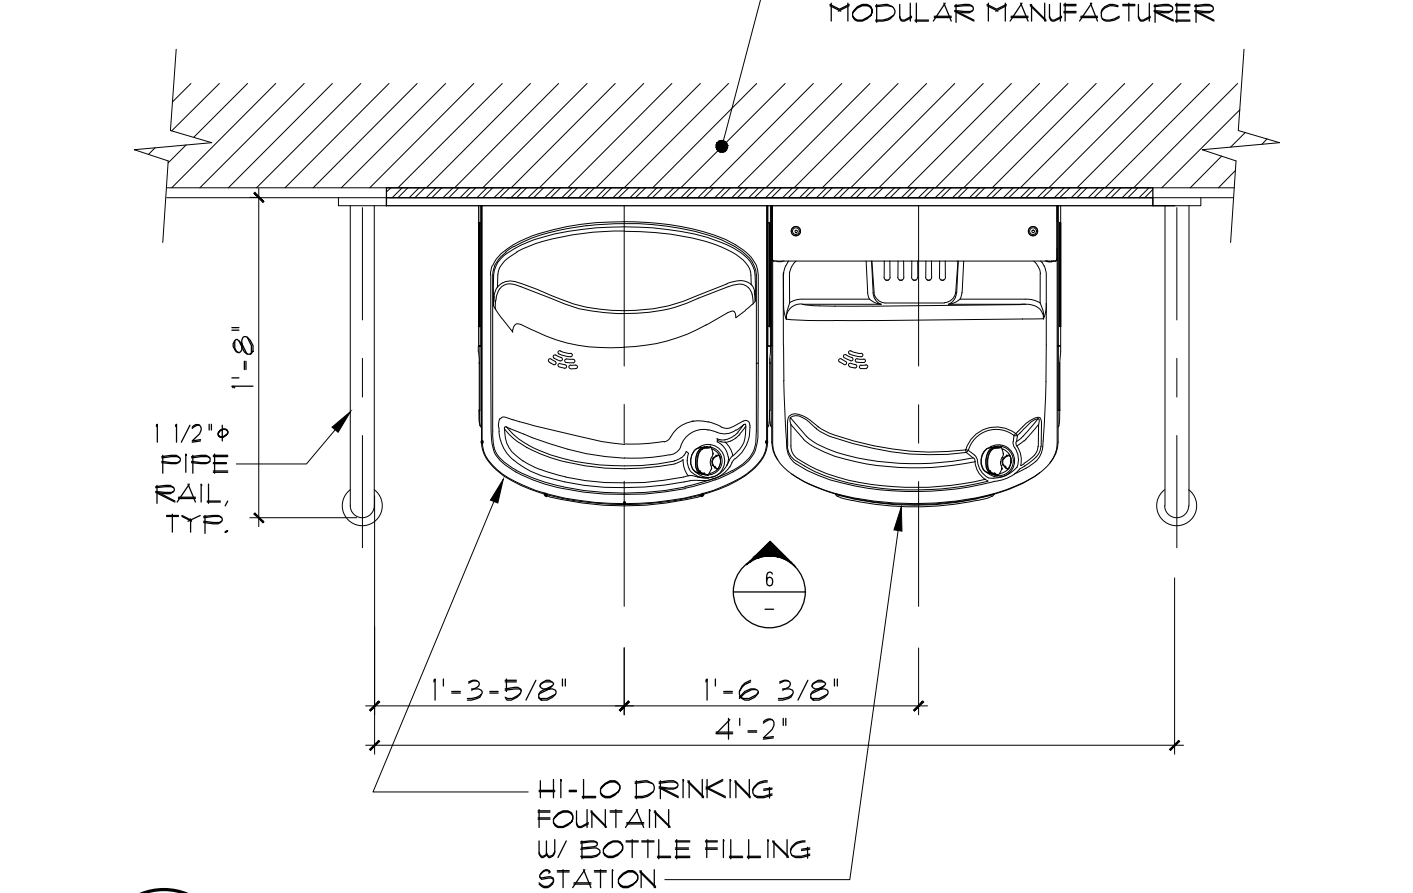 MODULAR MANUFACTURER
1'-8"
1 1/2"ϕ
PIPE
RAIL,
TYP.
6
–
1'-3-5/8"
1'-6 3/8"
4'-2"
HI-LO DRINKING
FOUNTAIN
W/ BOTTLE FILLING
STATION